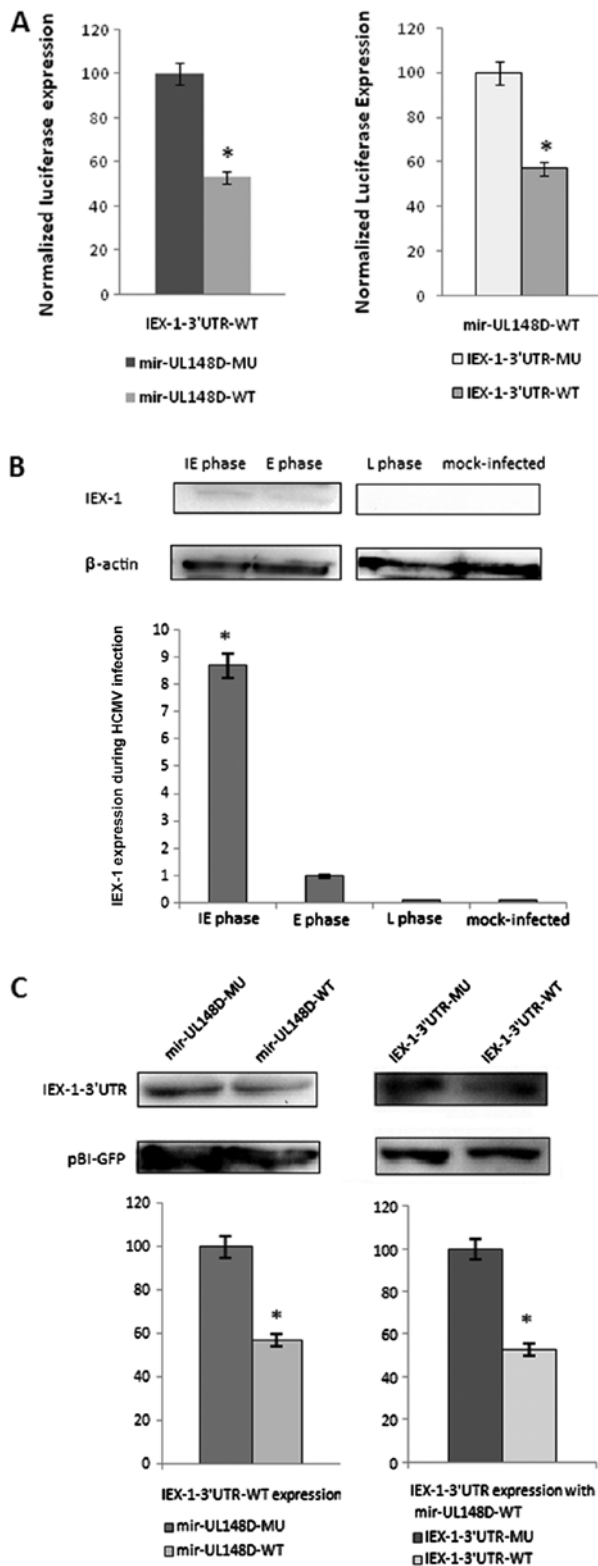 A
Normalized luciferase expression
120
100
80
60
40
20
0
*
IEX-1-3'UTR-WT
mir-UL148D-MU
mir-UL148D-WT
Normalized Luciferase Expression
120
100
80
60
40
20
0
*
mir-UL148D-WT
IEX-1-3'UTR-MU
IEX-1-3'UTR-WT
B
IE phase E phase L phase mock-infected
IEX-1
β-actin
IEX-1 expression during HCMV infection
10
9
8
7
6
5
4
3
2
1
0
*
IE phase E phase L phase mock-infected
C
mir-UL148D-MU mir-UL148D-WT IEX-1-3'UTR-MU IEX-1-3'UTR-WT
IEX-1-3'UTR
pBI-GFP
120
100
80
60
40
20
0
*
IEX-1-3'UTR-WT expression
mir-UL148D-MU
mir-UL148D-WT
120
100
80
60
40
20
0
*
IEX-1-3'UTR expression with
mir-UL148D-WT
IEX-1-3'UTR-MU
IEX-1-3'UTR-WT